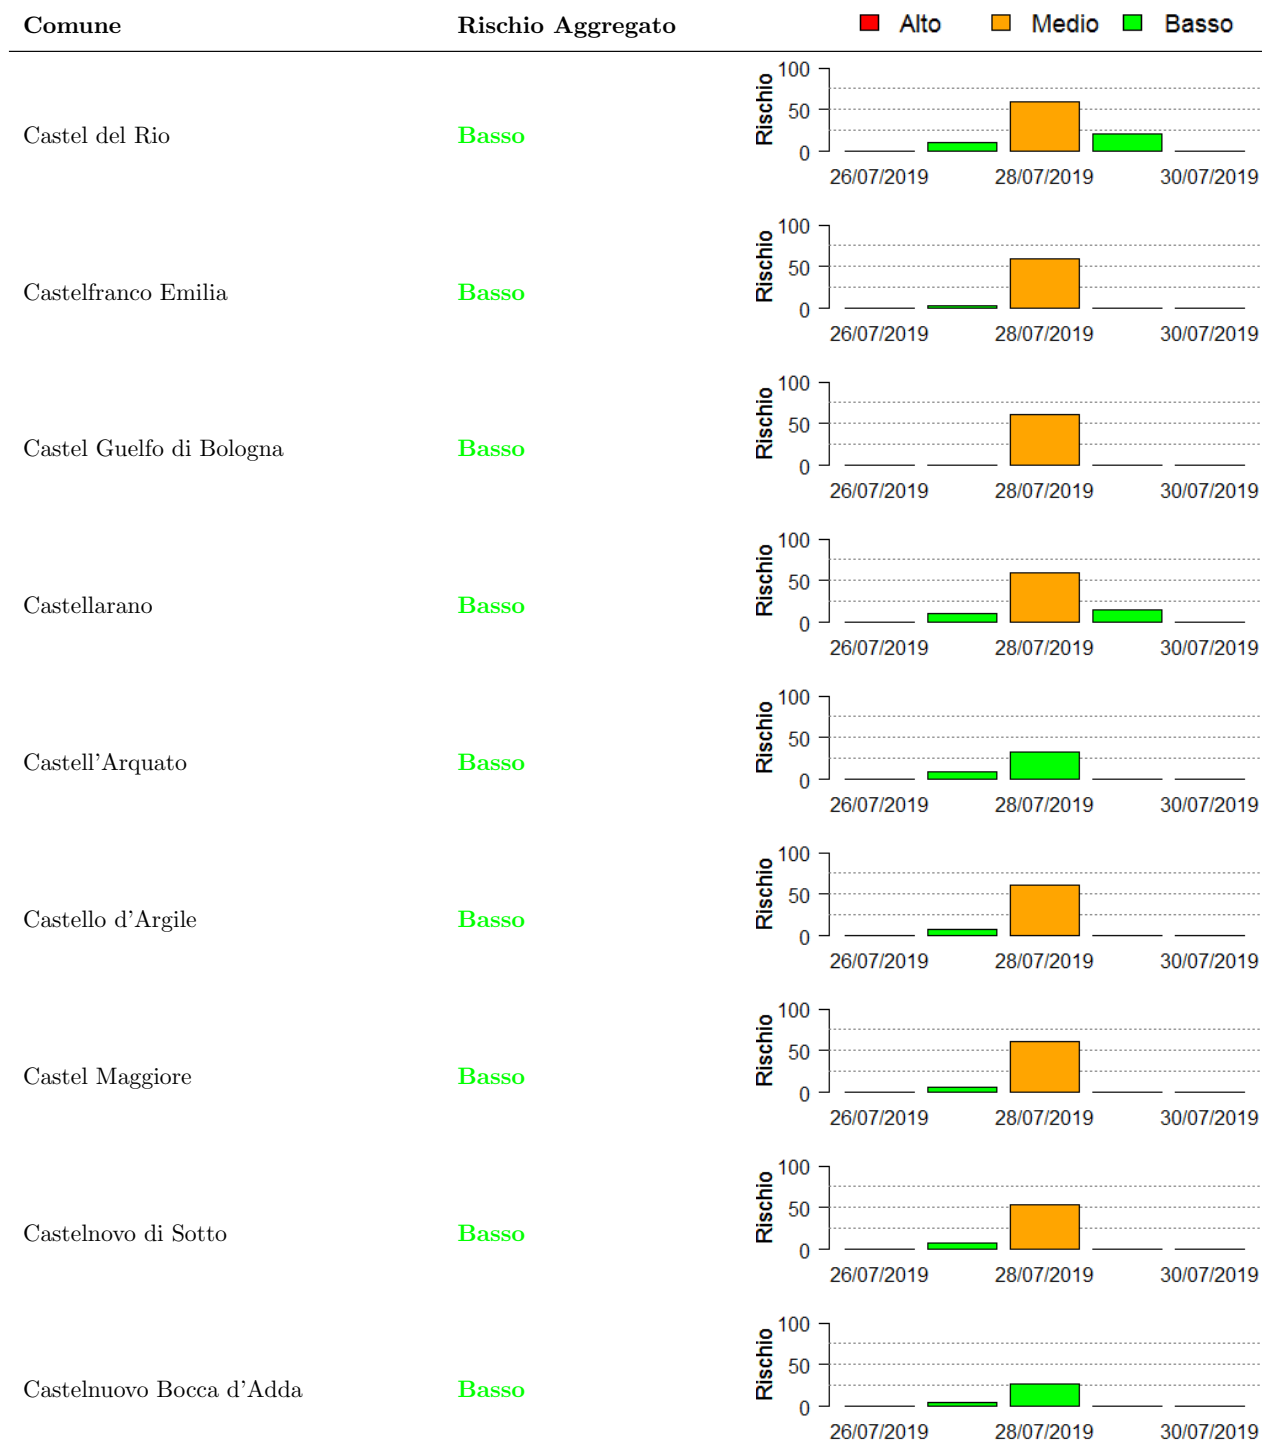 Comune Rischio Aggregato Alto Medio Basso
100
Rischio
50
Castel del Rio Basso
0
26/07/2019 28/07/2019 30/07/2019
100
Rischio
50
Castelfranco Emilia Basso
0
26/07/2019 28/07/2019 30/07/2019
100
Rischio
50
Castel Guelfo di Bologna Basso
0
26/07/2019 28/07/2019 30/07/2019
100
Rischio
50
Castellarano Basso
0
26/07/2019 28/07/2019 30/07/2019
100
Rischio
50
Castell'Arquato Basso
0
26/07/2019 28/07/2019 30/07/2019
100
Rischio
50
Castello d'Argile Basso
0
26/07/2019 28/07/2019 30/07/2019
100
Rischio
50
Castel Maggiore Basso
0
26/07/2019 28/07/2019 30/07/2019
100
Rischio
50
Castelnovo di Sotto Basso
0
26/07/2019 28/07/2019 30/07/2019
100
Rischio
50
Castelnuovo Bocca d'Adda Basso
0
26/07/2019 28/07/2019 30/07/2019